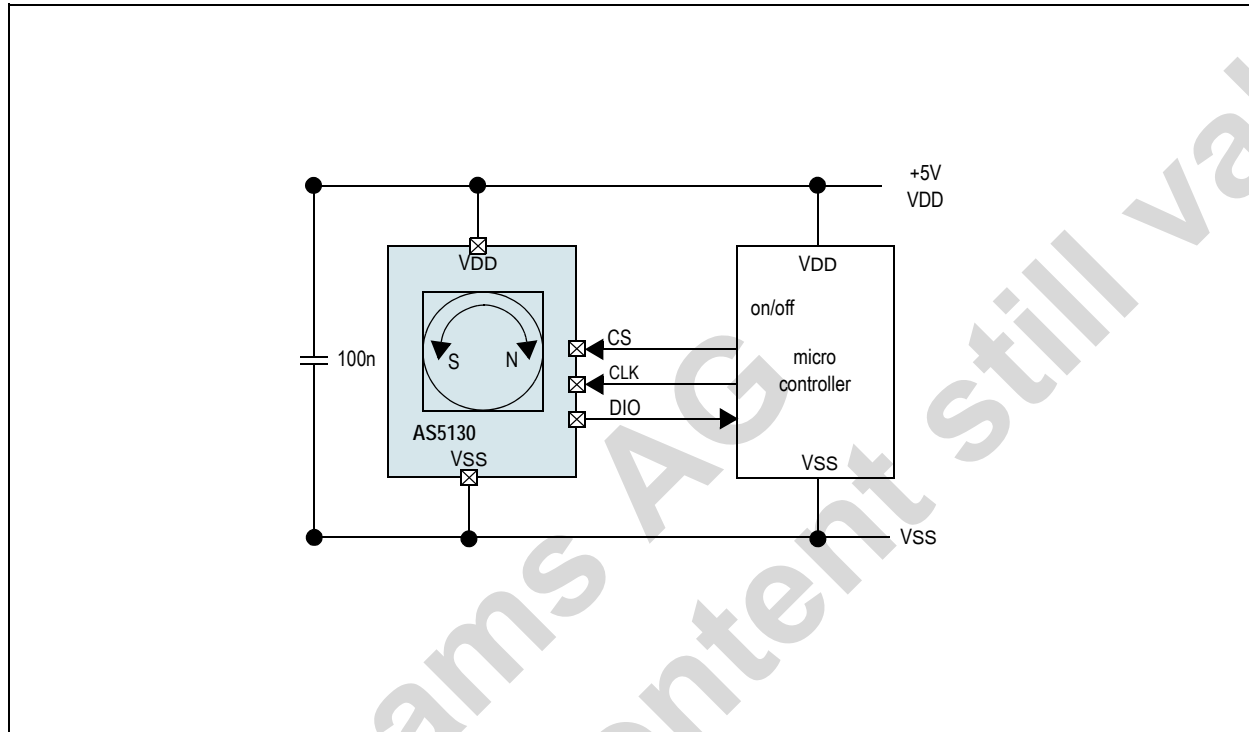 +5V
VDD
VDD
VDD
on/off
CS
S N
100n
micro
controller
CLK
DIO
AS5130
VSS
VSS
VSS
ams AG
content still